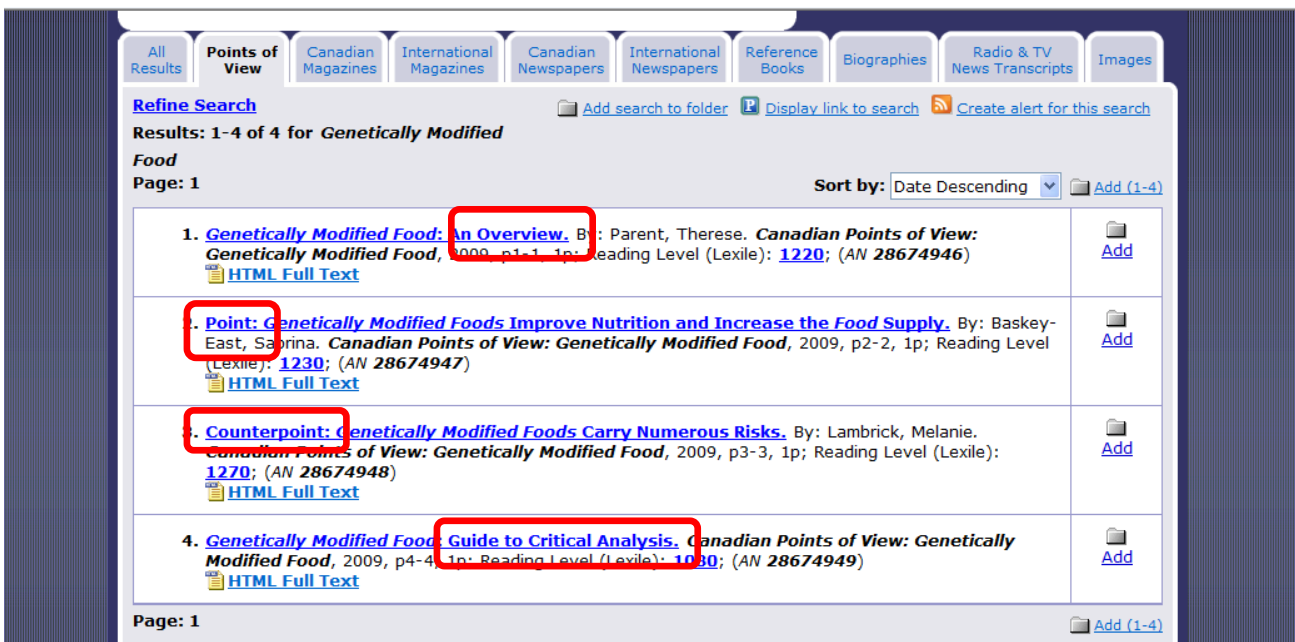 All Results
Points of View
Canadian Magazines
International Magazines
Canadian Newspapers
International Newspapers
Reference Books
Biographies
Radio & TV News Transcripts
Images
Refine Search
Add search to folder
Display link to search
Create alert for this search
Results: 1-4 of 4 for Genetically Modified
Food
Page: 1
Sort by: Date Descending
Add (1-4)
1. Genetically Modified Food: An Overview. By: Parent, Therese. Canadian Points of View:
Genetically Modified Food, 2009, p1-1, 1p; Reading Level (Lexile): 1220; (AN 28674946)
HTML Full Text
Add
2. Point: Genetically Modified Foods Improve Nutrition and Increase the Food Supply. By: Baskey-
East, Sabrina. Canadian Points of View: Genetically Modified Food, 2009, p2-2, 1p; Reading Level
(Lexile): 1230; (AN 28674947)
HTML Full Text
Add
3. Counterpoint: Genetically Modified Foods Carry Numerous Risks. By: Lambrick, Melanie.
Canadian Points of View: Genetically Modified Food, 2009, p3-3, 1p; Reading Level (Lexile):
1270; (AN 28674948)
HTML Full Text
Add
4. Genetically Modified Food: Guide to Critical Analysis. Canadian Points of View: Genetically
Modified Food, 2009, p4-4, 1p; Reading Level (Lexile): 1080; (AN 28674949)
HTML Full Text
Add
Page: 1
Add (1-4)